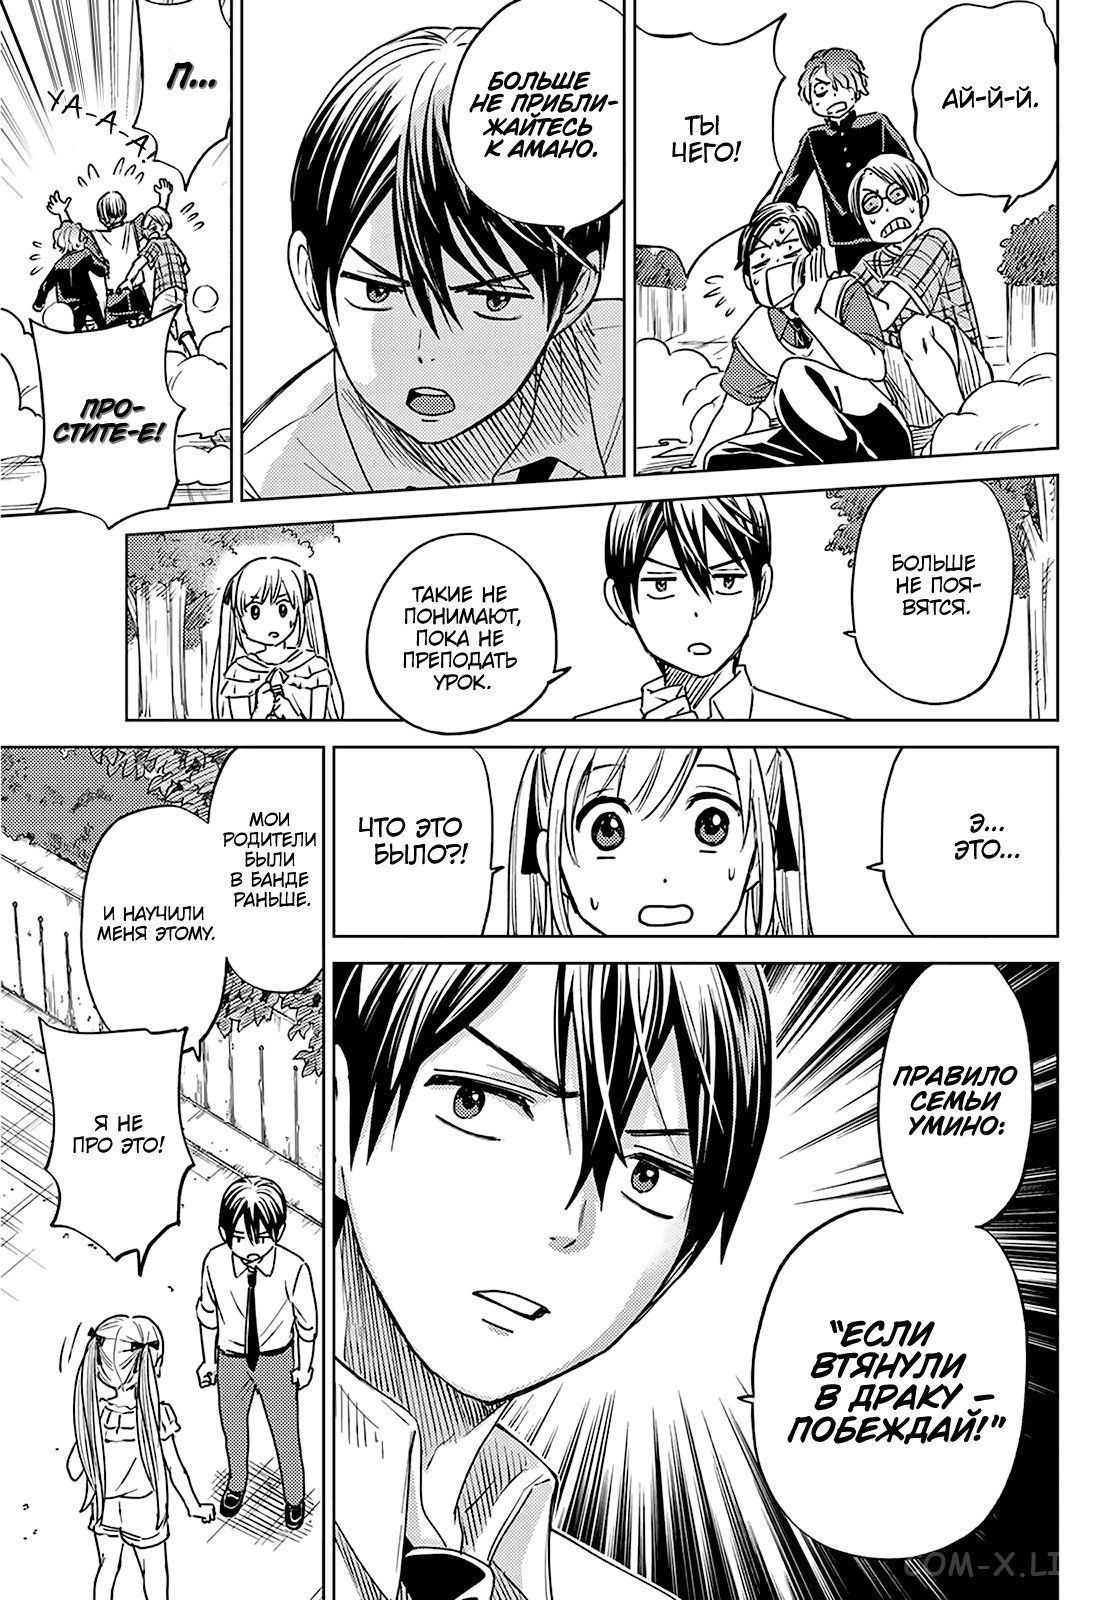 АЙ-Й-Й.
ТЫ
ЧЕГО!
БОЛЬШЕ
НЕ ПРИБЛИ-
ЖАЙТЕСЬ
К АМАНО.
П...
УА-А-А!
ПРО-
СТИТЕ-Е!
БОЛЬШЕ
НЕ ПОЯ-
ВЯТСЯ.
ТАКИЕ НЕ
ПОНИМАЮТ,
ПОКА НЕ
ПРЕПОДАТЬ
УРОК.
Э...
ЭТО...
ЧТО ЭТО
БЫЛО?!
ПРАВИЛО
СЕМЬИ
УМИНО:
"ЕСЛИ
ВТЯНУЛИ
В ДРАКУ -
ПОБЕЖДАЙ!"
МОИ
РОДИТЕЛИ
БЫЛИ
В БАНДЕ
РАНЬШЕ.
И НАУЧИЛИ
МЕНЯ ЭТОМУ.
Я НЕ
ПРО ЭТО!
COM-X.LI